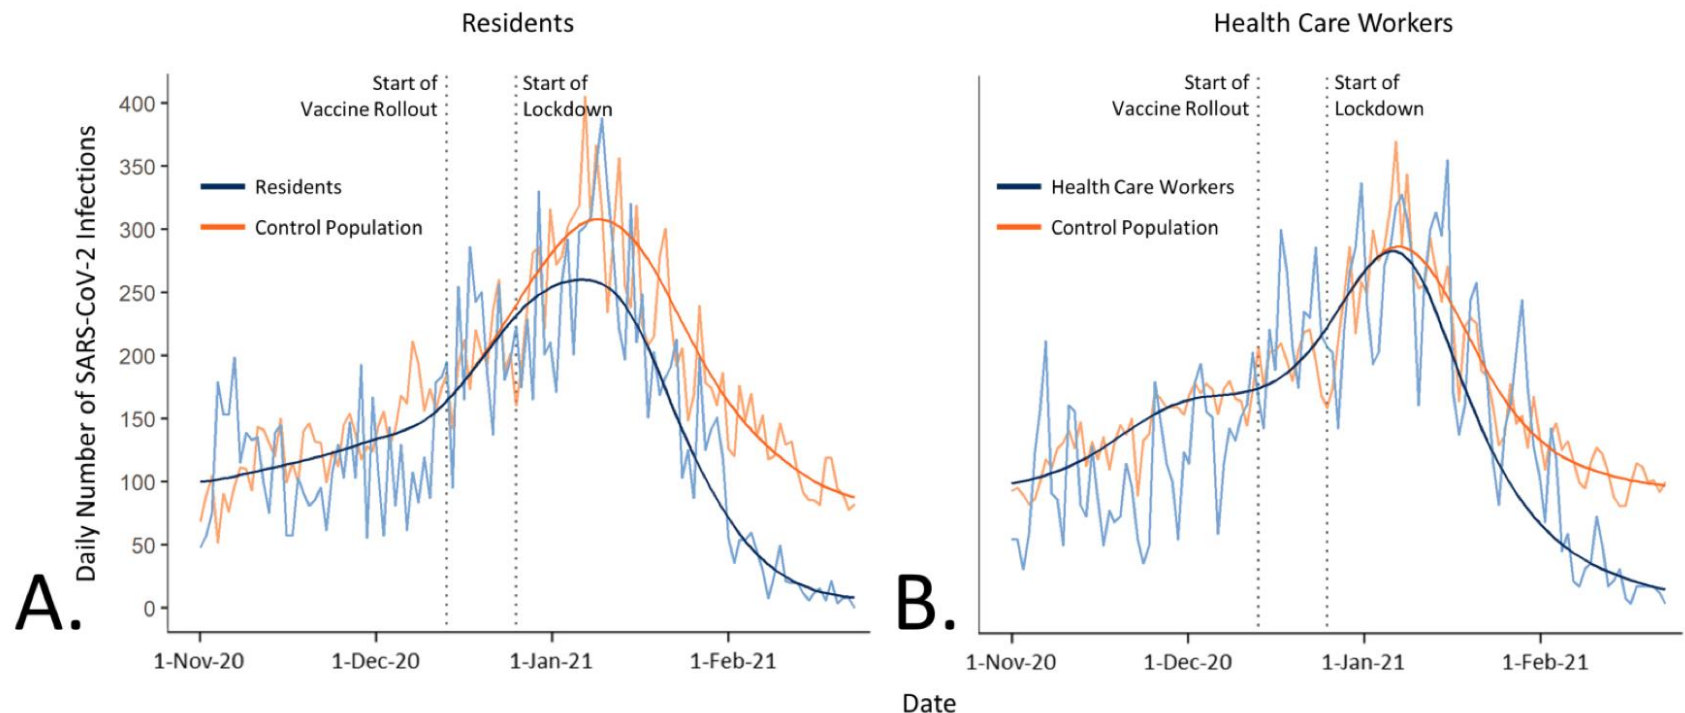 Residents
Start of
Vaccine Rollout
Start of
Lockdown
400
350
300
250
200
150
100
50
0
Daily Number of SARS-CoV-2 Infections
Residents
Control Population
A.
1-Nov-20
1-Dec-20
1-Jan-21
1-Feb-21
Health Care Workers
Start of
Vaccine Rollout
Start of
Lockdown
Health Care Workers
Control Population
B.
1-Nov-20
1-Dec-20
1-Jan-21
1-Feb-21
Date